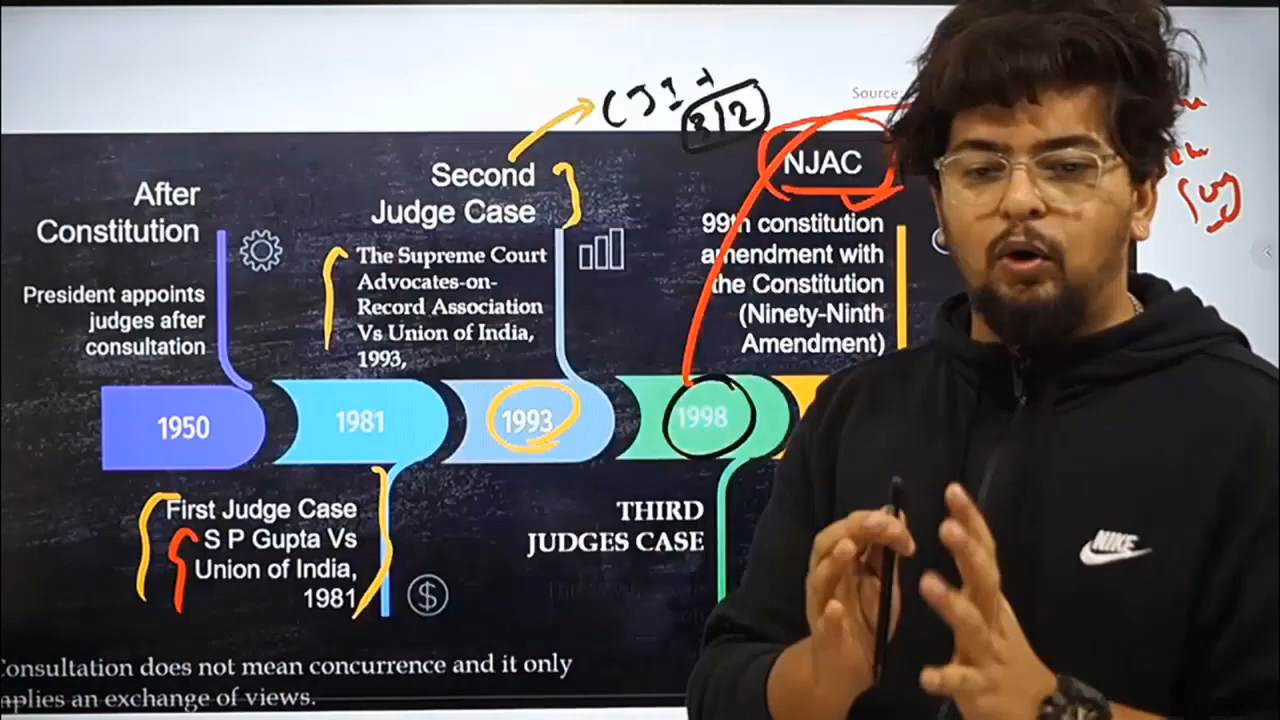 Source:
CJI +
2
NJAC
After
Constitution
President appoints
judges after
consultation
Second
Judge Case
The Supreme Court
Advocates-on-
Record Association
Vs Union of India,
1993,
99th constitution
amendment with
the Constitution
(Ninety-Ninth
Amendment)
1950
1981
1993
1998
First Judge Case
S P Gupta Vs
Union of India,
1981
$
THIRD
JUDGES CASE
Consultation does not mean concurrence and it only
mplies an exchange of views.
NIKE